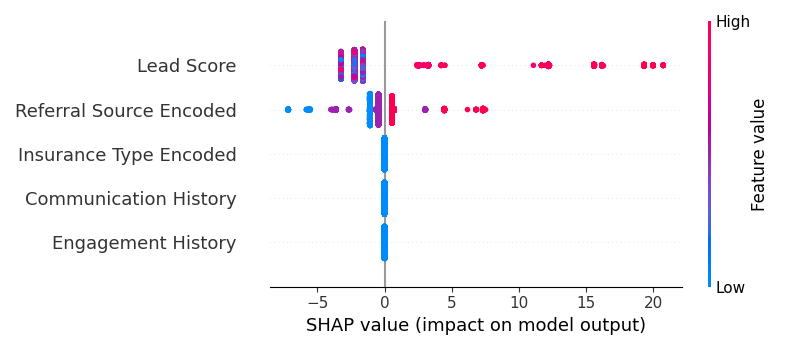 High
Lead Score
Referral Source Encoded
Insurance Type Encoded
Communication History
Engagement History
Feature value
Low
−5 0 5 10 15 20
SHAP value (impact on model output)